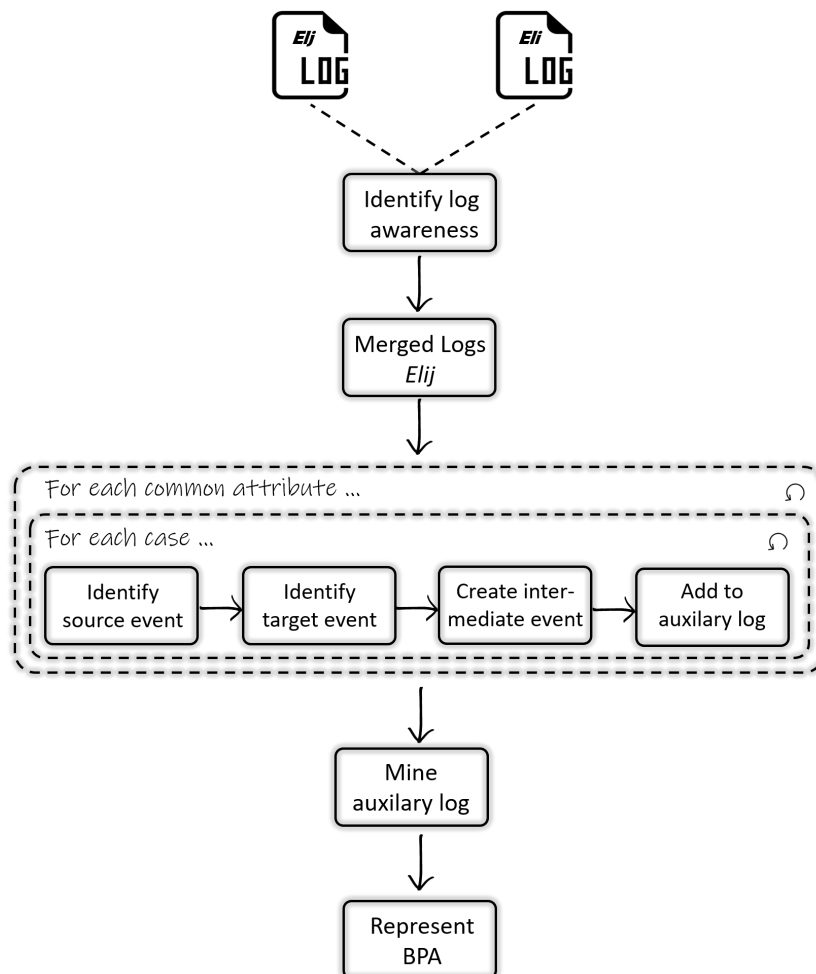 Elj
LOG
Eli
LOG
Identify log
awareness
Merged Logs
Elij
For each common attribute ...
For each case ...
Identify
source event
Identify
target event
Create inter-
mediate event
Add to
auxilary log
Mine
auxilary log
Represent
BPA